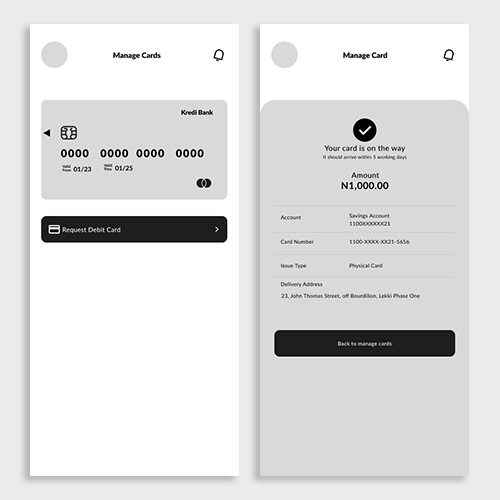 Manage Cards
Kredi Bank
0000 0000 0000 0000
Valid From 01/23 Valid Thru 01/25
Request Debit Card
Manage Card
Your card is on the way
It should arrive within 5 working days
Amount
N1,000.00
Account Savings Account
1100XXXXXX21
Card Number 1100-XXXX-XX21-5656
Issue Type Physical Card
Delivery Address
23, John Thomas Street, off Bourdillon, Lekki Phase One
Back to manage cards